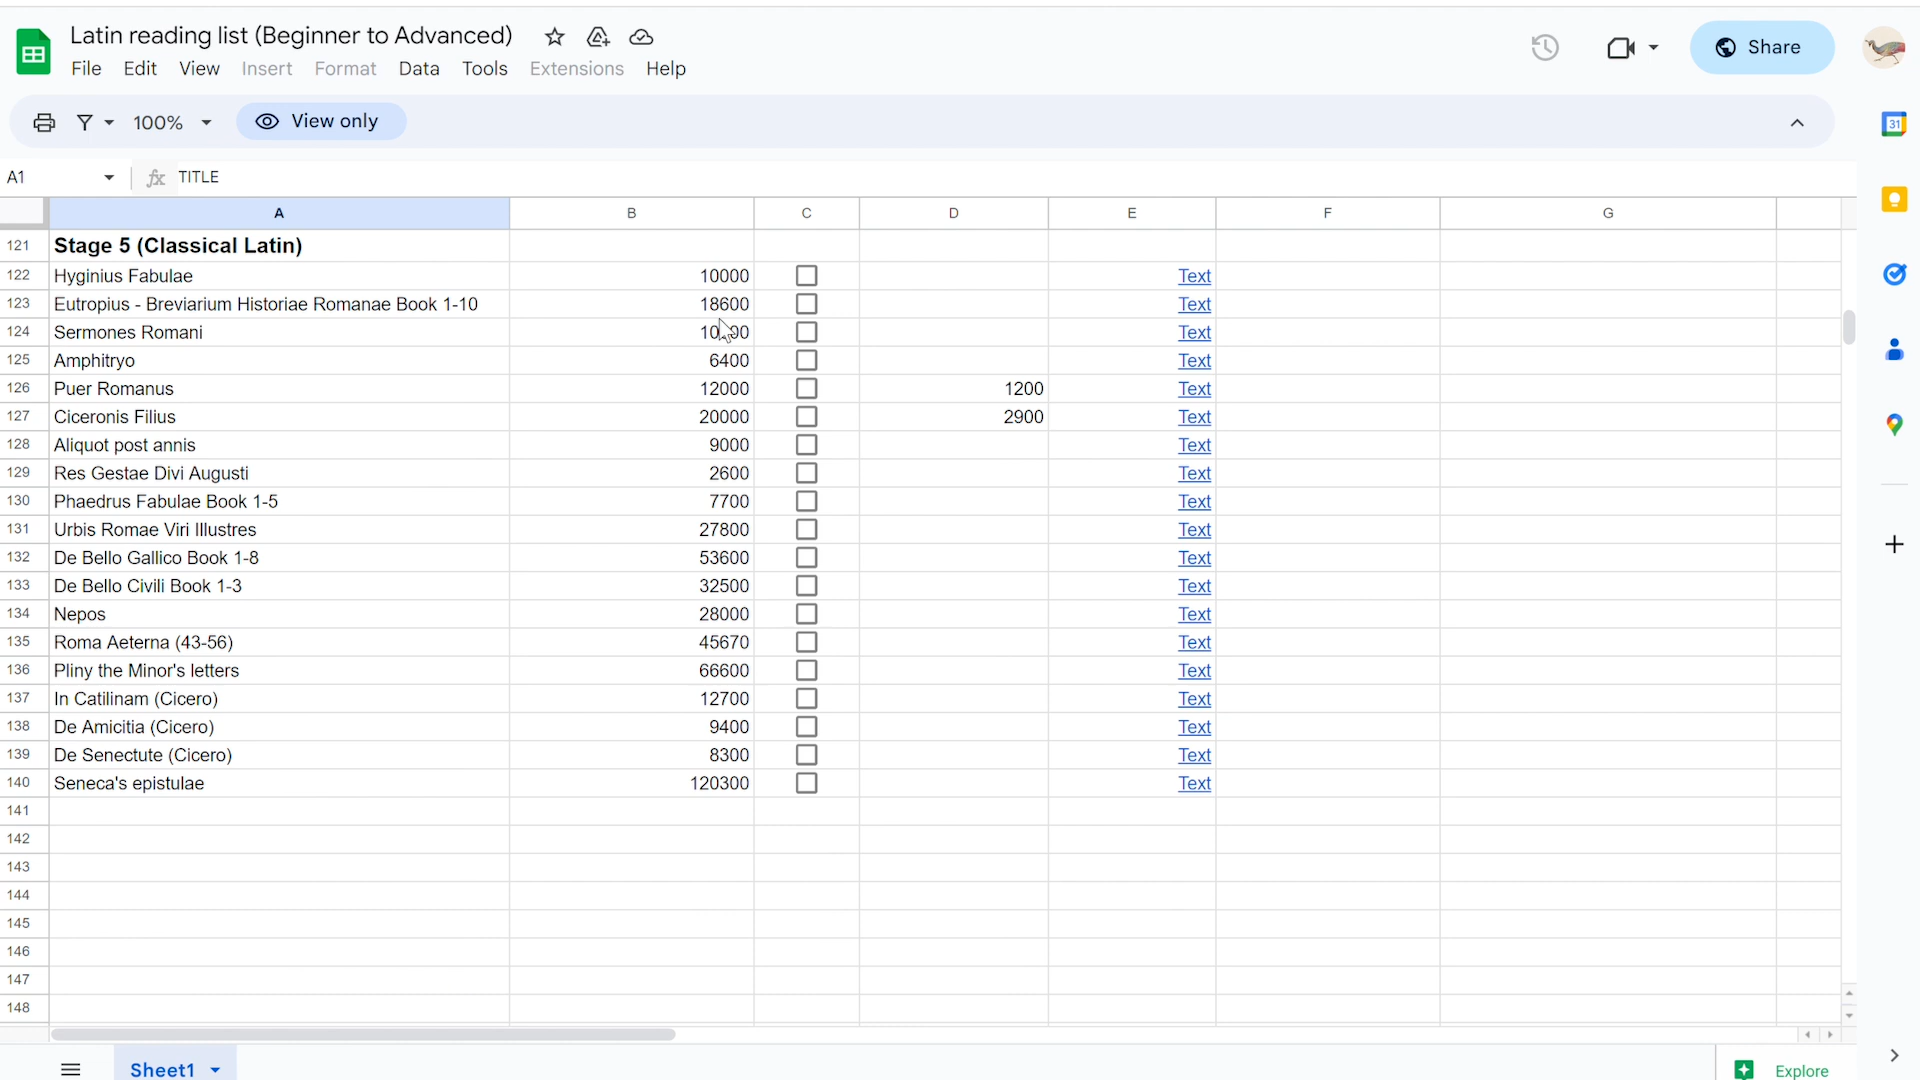 Latin reading list (Beginner to Advanced)
File Edit View Insert Format Data Tools Extensions Help
Share
100% View only
31
A1 fx TITLE
A B C D E F G
121 Stage 5 (Classical Latin)
122 Hyginius Fabulae 10000 Text
123 Eutropius - Breviarium Historiae Romanae Book 1-10 18600 Text
124 Sermones Romani Text
125 Amphitryo 6400 Text
126 Puer Romanus 12000 1200 Text
127 Ciceronis Filius 20000 2900 Text
128 Aliquot post annis 9000 Text
129 Res Gestae Divi Augusti 2600 Text
130 Phaedrus Fabulae Book 1-5 7700 Text
131 Urbis Romae Viri Illustres 27800 Text
132 De Bello Gallico Book 1-8 53600 Text
133 De Bello Civili Book 1-3 32500 Text
134 Nepos 28000 Text
135 Roma Aeterna (43-56) 45670 Text
136 Pliny the Minor's letters 66600 Text
137 In Catilinam (Cicero) 12700 Text
138 De Amicitia (Cicero) 9400 Text
139 De Senectute (Cicero) 8300 Text
140 Seneca's epistulae 120300 Text
141
142
143
144
145
146
147
148
Sheet1 Explore